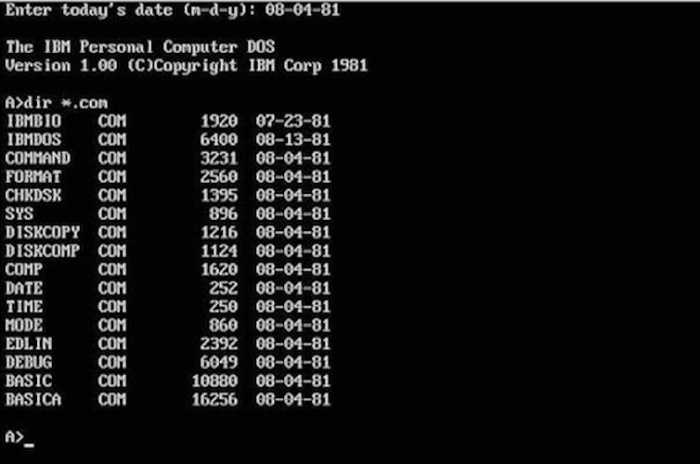 Enter today's date (m-d-y): 08-04-81
The IBM Personal Computer DOS
Version 1.00 (C)Copyright IBM Corp 1981
A>dir *.com
IBMBIO   COM      1920  07-23-81
IBMDOS   COM      6400  08-13-81
COMMAND  COM      3231  08-04-81
FORMAT   COM      2560  08-04-81
CHKDSK   COM      1395  08-04-81
SYS      COM       896  08-04-81
DISKCOPY COM      1216  08-04-81
DISKCOMP COM      1124  08-04-81
COMP     COM      1620  08-04-81
DATE     COM       252  08-04-81
TIME     COM       250  08-04-81
MODE     COM       860  08-04-81
EDLIN    COM      2392  08-04-81
DEBUG    COM      6049  08-04-81
BASIC    COM     10880  08-04-81
BASICA   COM     16256  08-04-81
A>_